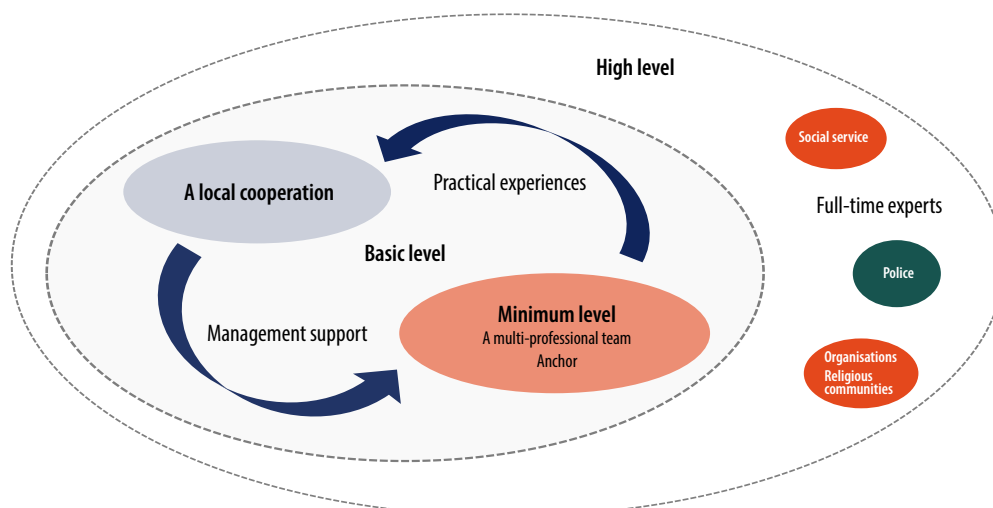 High level
Social service
A local cooperation
Practical experiences
Full-time experts
Basic level
Police
Minimum level
A multi-professional team
Anchor
Management support
Organisations
Religious
communities